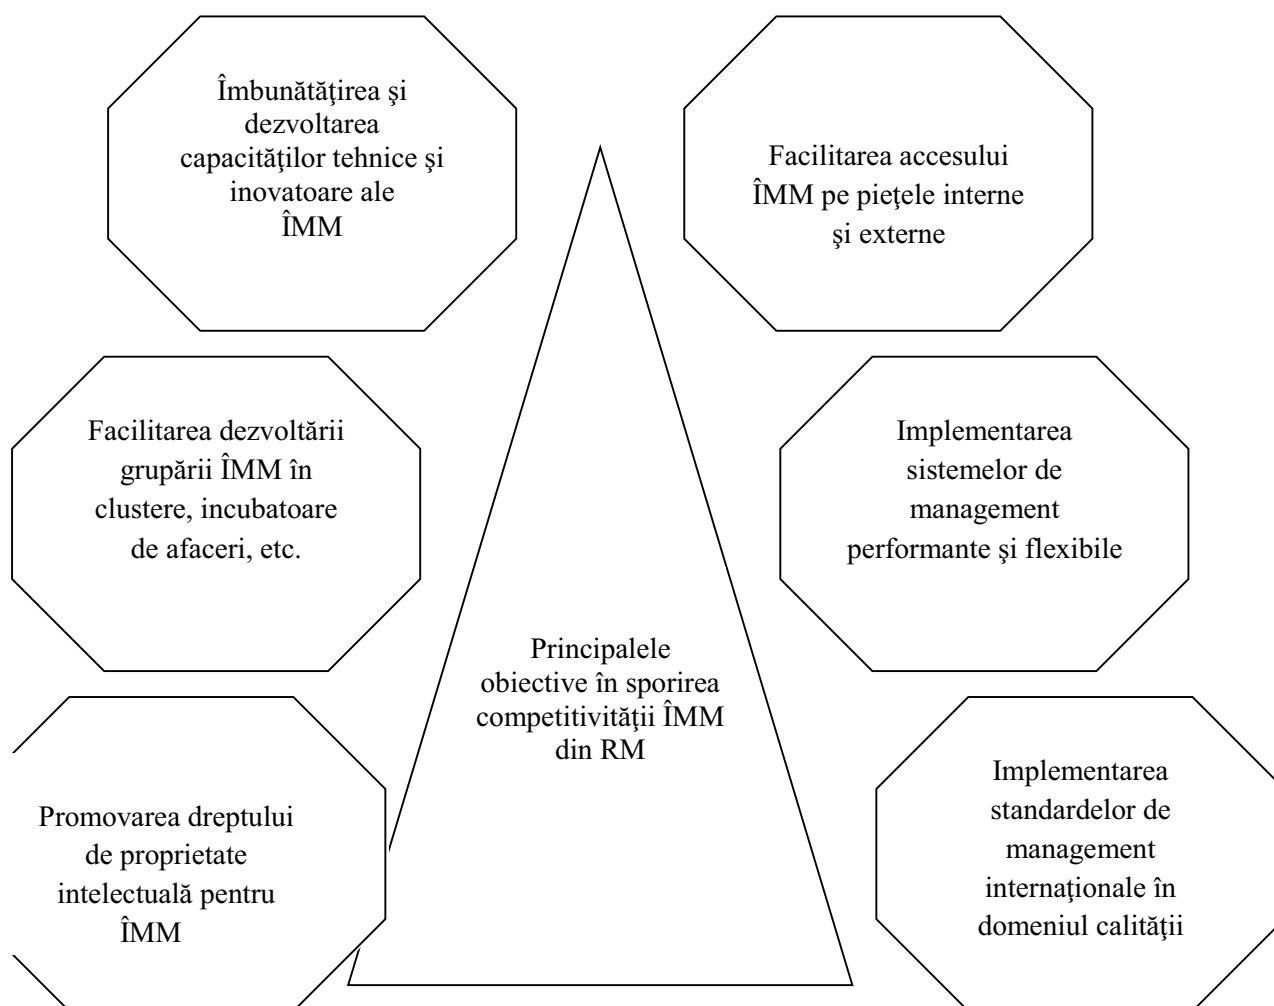 Îmbunătăţirea şi
dezvoltarea
capacităţilor tehnice şi
inovatoare ale
ÎMM
Facilitarea accesului
ÎMM pe pieţele interne
şi externe
Facilitarea dezvoltării
grupării ÎMM în
clustere, incubatoare
de afaceri, etc.
Implementarea
sistemelor de
management
performante şi flexibile
Principalele
obiective în sporirea
competitivităţii ÎMM
din RM
Promovarea dreptului
de proprietate
intelectuală pentru
ÎMM
Implementarea
standardelor de
management
internaţionale în
domeniul calităţii